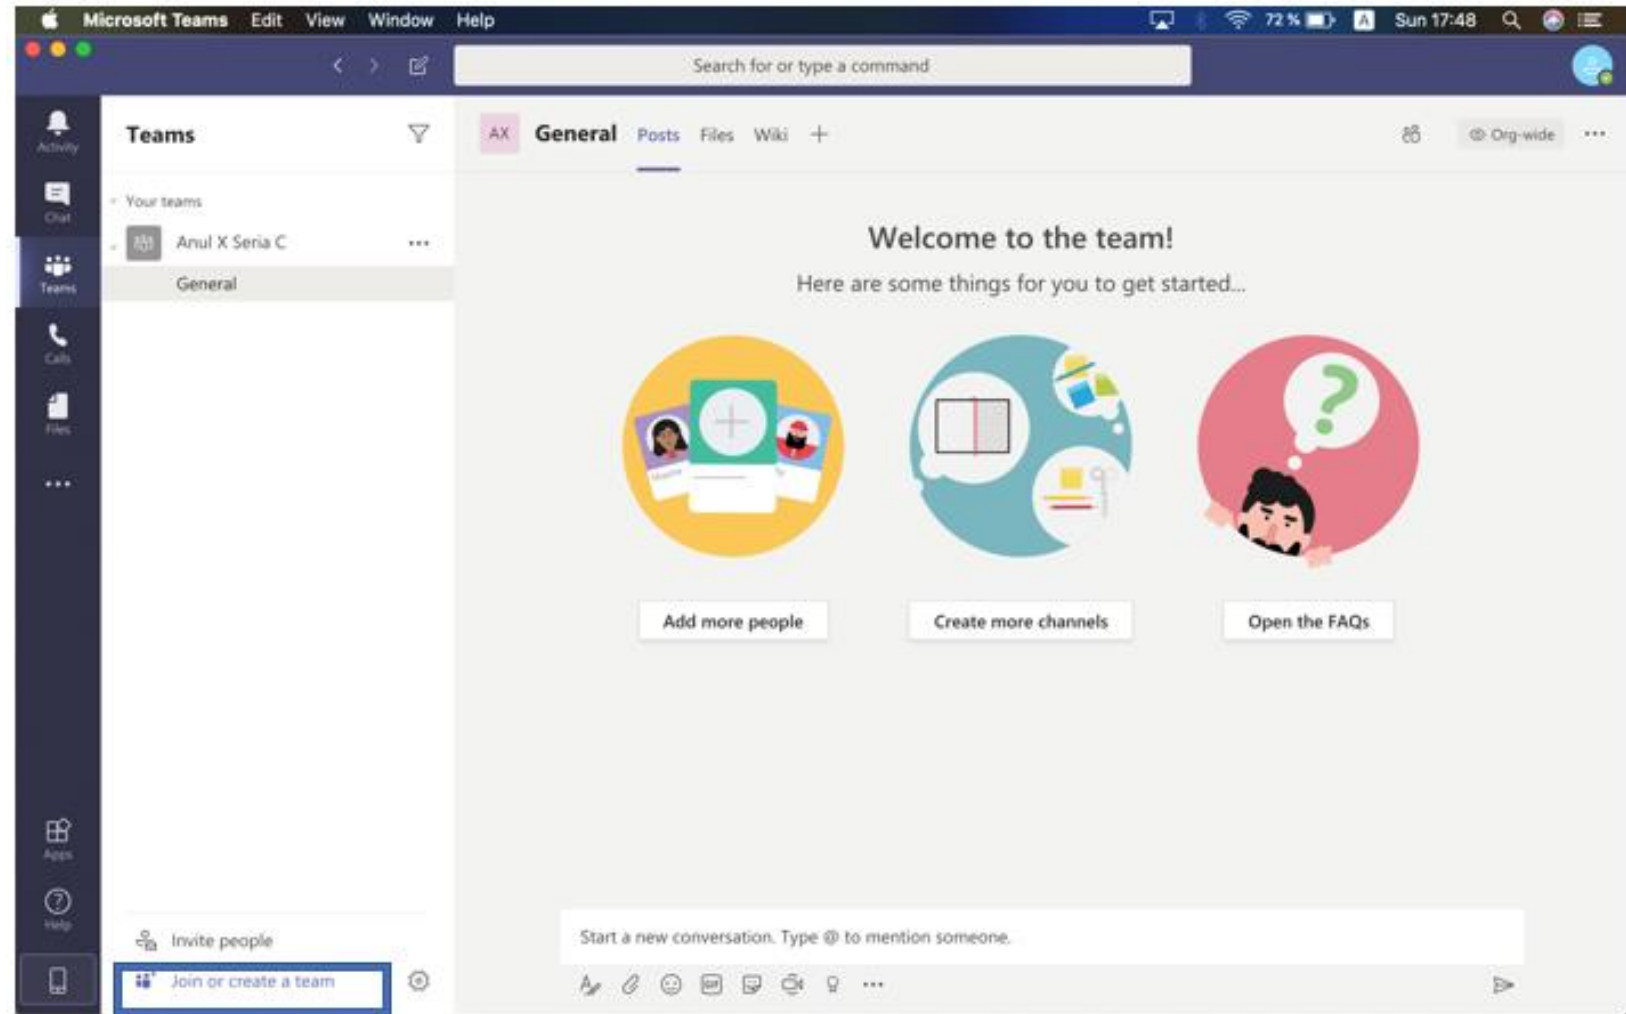 Microsoft Teams Edit View Window Help 72 % A Sun 17:48
Search for or type a command
Activity
Chat
Teams
Calls
Files
Apps
Help
Teams
Your teams
Anul X Seria C
General
Invite people
Join or create a team
AX General Posts Files Wiki Org-wide
Welcome to the team!
Here are some things for you to get started...
Add more people
Create more channels
Open the FAQs
Start a new conversation. Type @ to mention someone.
GIF